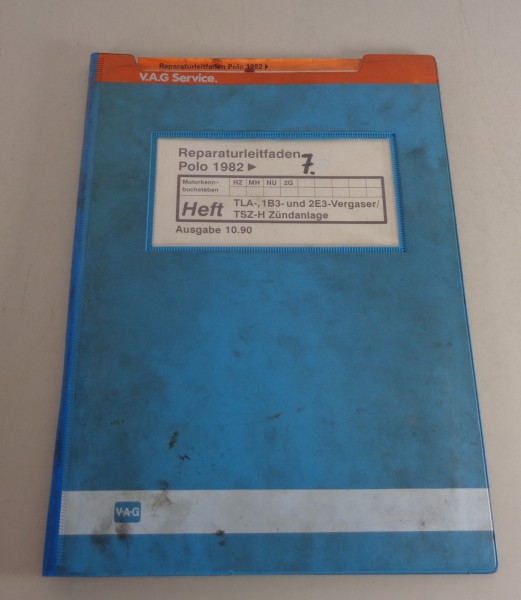 Reparaturleitfaden Polo 1982 ▶
V.A.G Service.
Reparaturleitfaden 7.
Polo 1982 ▶
Motorkenn-
buchstaben HZ MH NU 2G
Heft TLA-, 1B3- und 2E3-Vergaser/
TSZ-H Zündanlage
Ausgabe 10.90
V·A·G